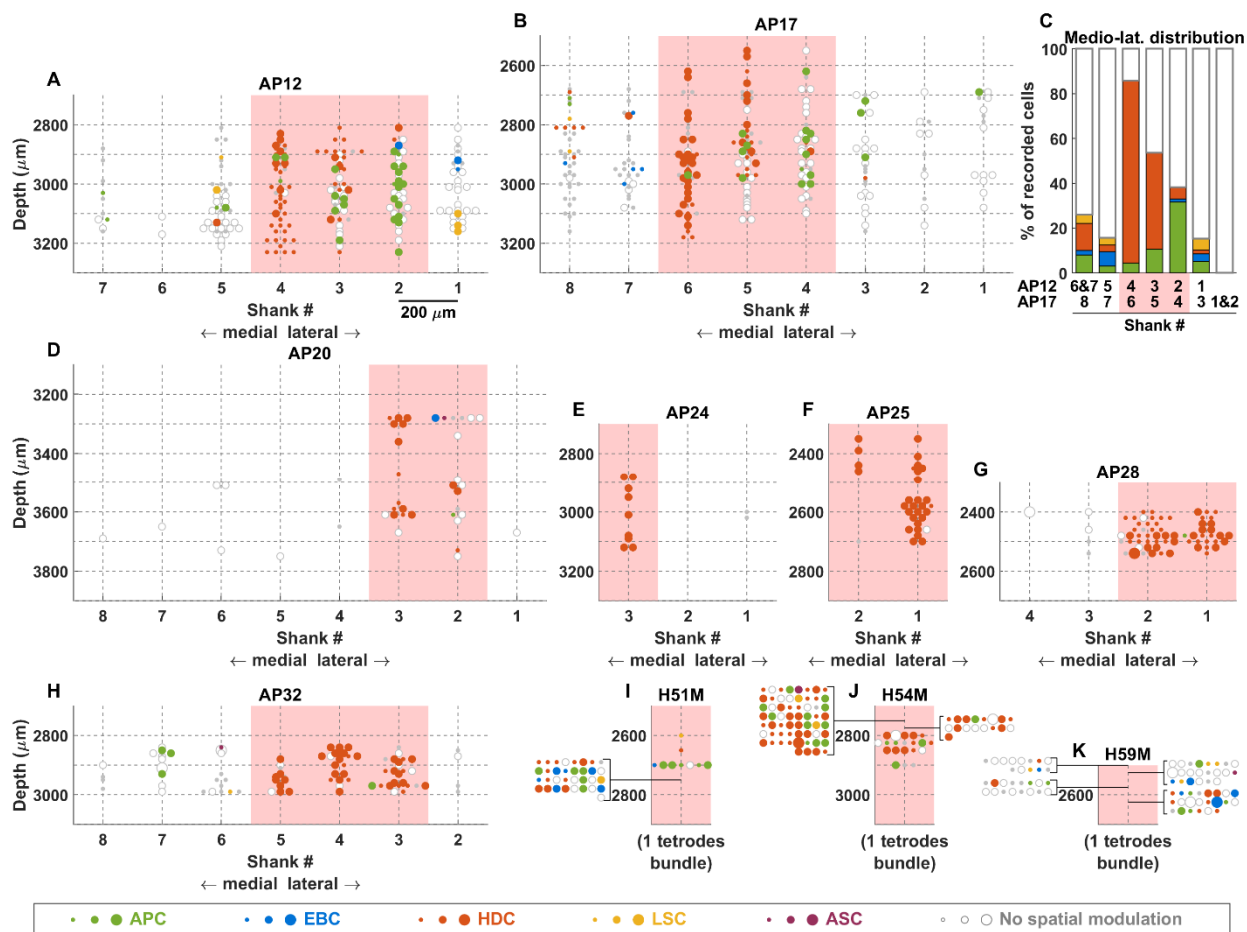 A
AP12
Depth (μm)
2800
3000
3200
7 6 5 4 3 2 1
200 μm
Shank #
← medial lateral →
B
AP17
2600
2800
3000
3200
8 7 6 5 4 3 2 1
Shank #
← medial lateral →
C
Medio-lat. distribution
% of recorded cells
100
80
60
40
20
0
AP12 6&7 5 4 3 2 1
AP17 8 7 6 5 4 3 1&2
Shank #
D
AP20
Depth (μm)
3200
3400
3600
3800
8 7 6 5 4 3 2 1
Shank #
← medial lateral →
E
AP24
2800
3000
3200
3 2 1
Shank #
← medial lateral →
F
AP25
2400
2600
2800
2 1
Shank #
← medial lateral →
G
AP28
2400
2600
4 3 2 1
Shank #
← medial lateral →
H
AP32
Depth (μm)
2800
3000
8 7 6 5 4 3 2
Shank #
← medial lateral →
I
H51M
2600
2800
(1 tetrodes
bundle)
J
H54M
2800
3000
(1 tetrodes
bundle)
K
H59M
2600
(1 tetrodes
bundle)
APC EBC HDC LSC ASC No spatial modulation